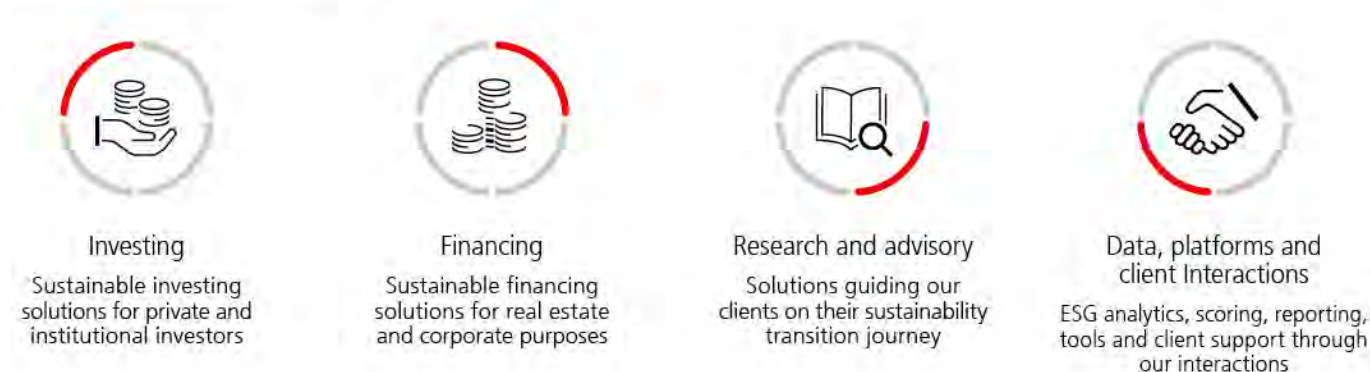 Investing
Sustainable investing
solutions for private and
institutional investors
Financing
Sustainable financing
solutions for real estate
and corporate purposes
Research and advisory
Solutions guiding our
clients on their sustainability
transition journey
Data, platforms and
client Interactions
ESG analytics, scoring, reporting,
tools and client support through
our interactions